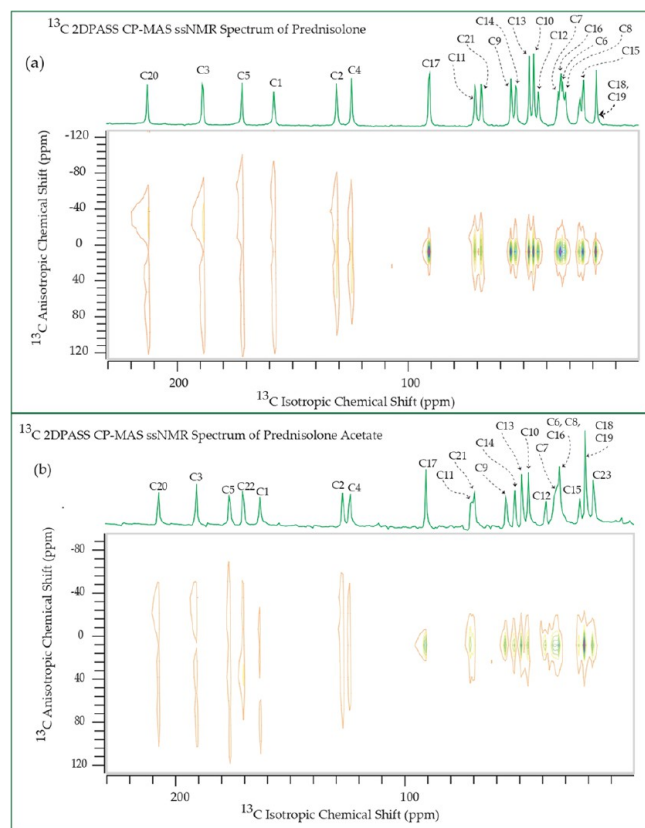 13C 2DPASS CP-MAS ssNMR Spectrum of Prednisolone
(a)
C20
C3
C5
C1
C2
C4
C17
C11
C21
C9
C14
C13
C10
C12
C7
C16
C6
C8
C15
C18,
C19
-120
-80
-40
0
40
80
120
13C Anisotropic Chemical Shift (ppm)
200
100
13C Isotropic Chemical Shift (ppm)
13C 2DPASS CP-MAS ssNMR Spectrum of Prednisolone Acetate
(b)
C20
C3
C5
C22
C1
C2
C4
C17
C11
C21
C9
C14
C13
C10
C12
C7
C6, C8,
C16
C15
C18
C19
C23
-80
-40
0
40
80
120
13C Anisotropic Chemical Shift (ppm)
200
100
13C Isotropic Chemical Shift (ppm)